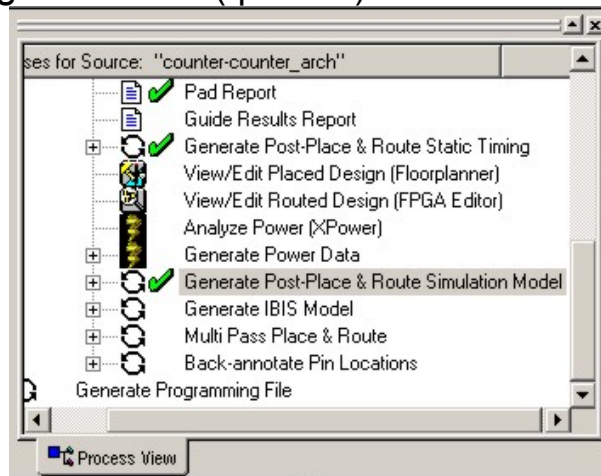 ses for Source: "counter-counter_arch"
Pad Report
Guide Results Report
Generate Post-Place & Route Static Timing
View/Edit Placed Design (Floorplanner)
View/Edit Routed Design (FPGA Editor)
Analyze Power (XPower)
Generate Power Data
Generate Post-Place & Route Simulation Model
Generate IBIS Model
Multi Pass Place & Route
Back-annotate Pin Locations
Generate Programming File
Process View